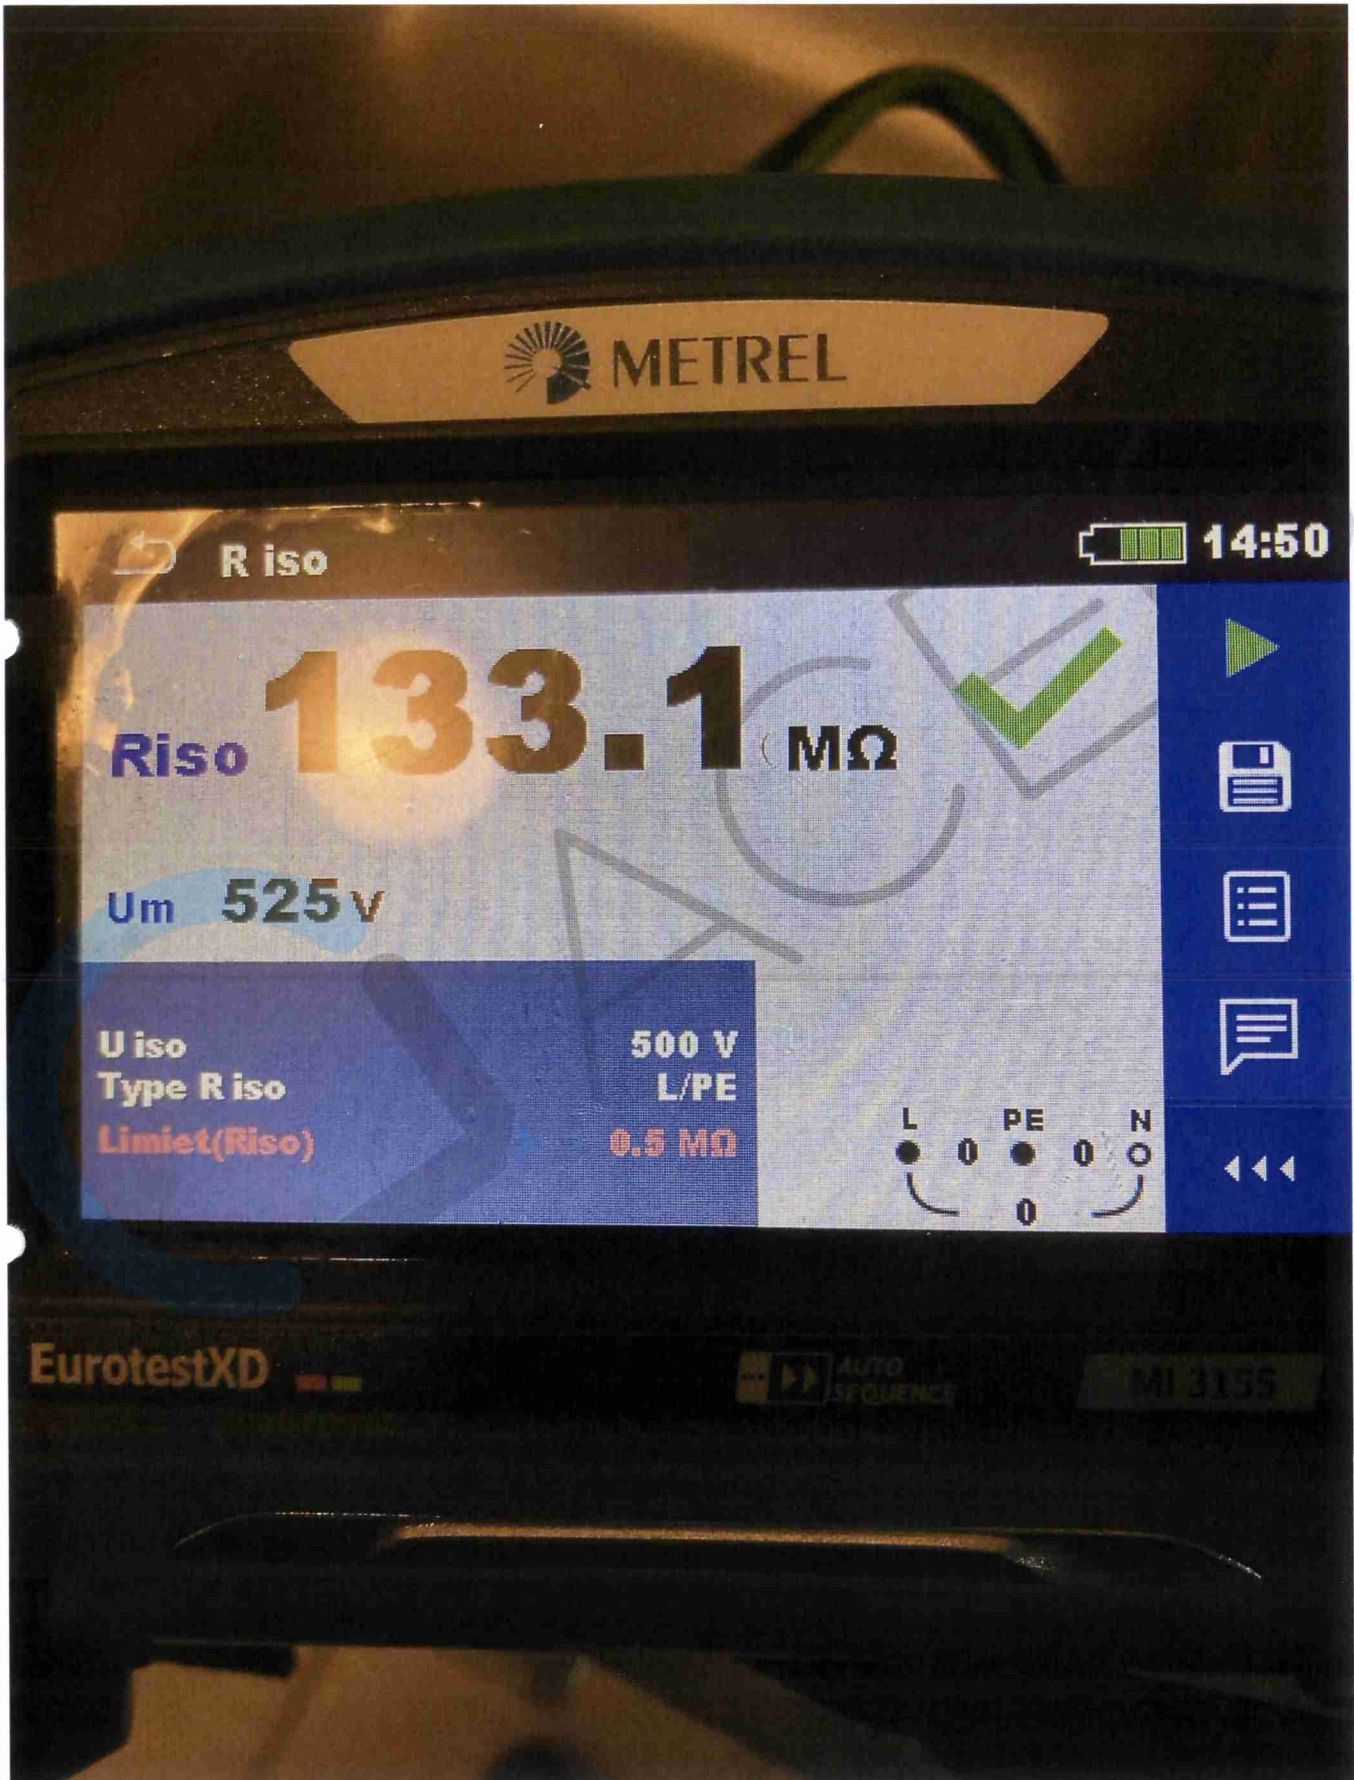 METREL
R iso
14:50
Riso 133.1 MΩ
Um 525 V
U iso 500 V
Type R iso L/PE
Limiet(Riso) 0.5 MΩ
L PE N
0 0
0
EurotestXD
AUTO
SEQUENCE
MI 3155